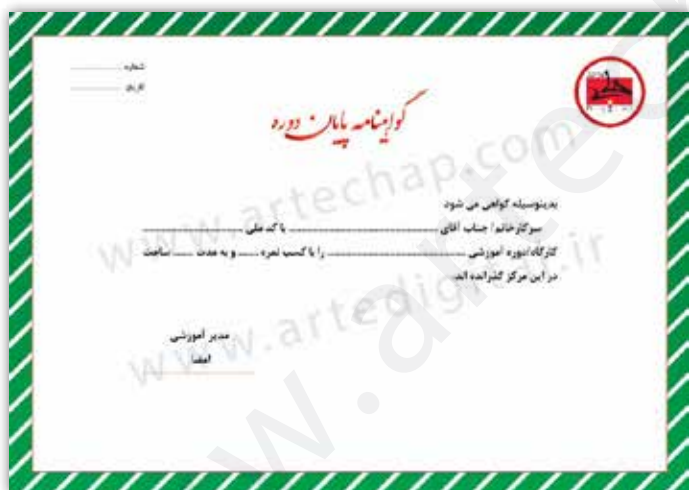 شماره ................
تاریخ ................
گواهینامه پایان دوره
بدینوسیله گواهی می شود
سرکارخانم/ جناب آقای ................................ با کد ملی ................................
کارگاه/دوره آموزشی ................................ را با کسب نمره ...... و به مدت ...... ساعت
در این مرکز گذرانده اند.
مدیر آموزشی
امضا
www.artechap.com
www.artedigital.ir